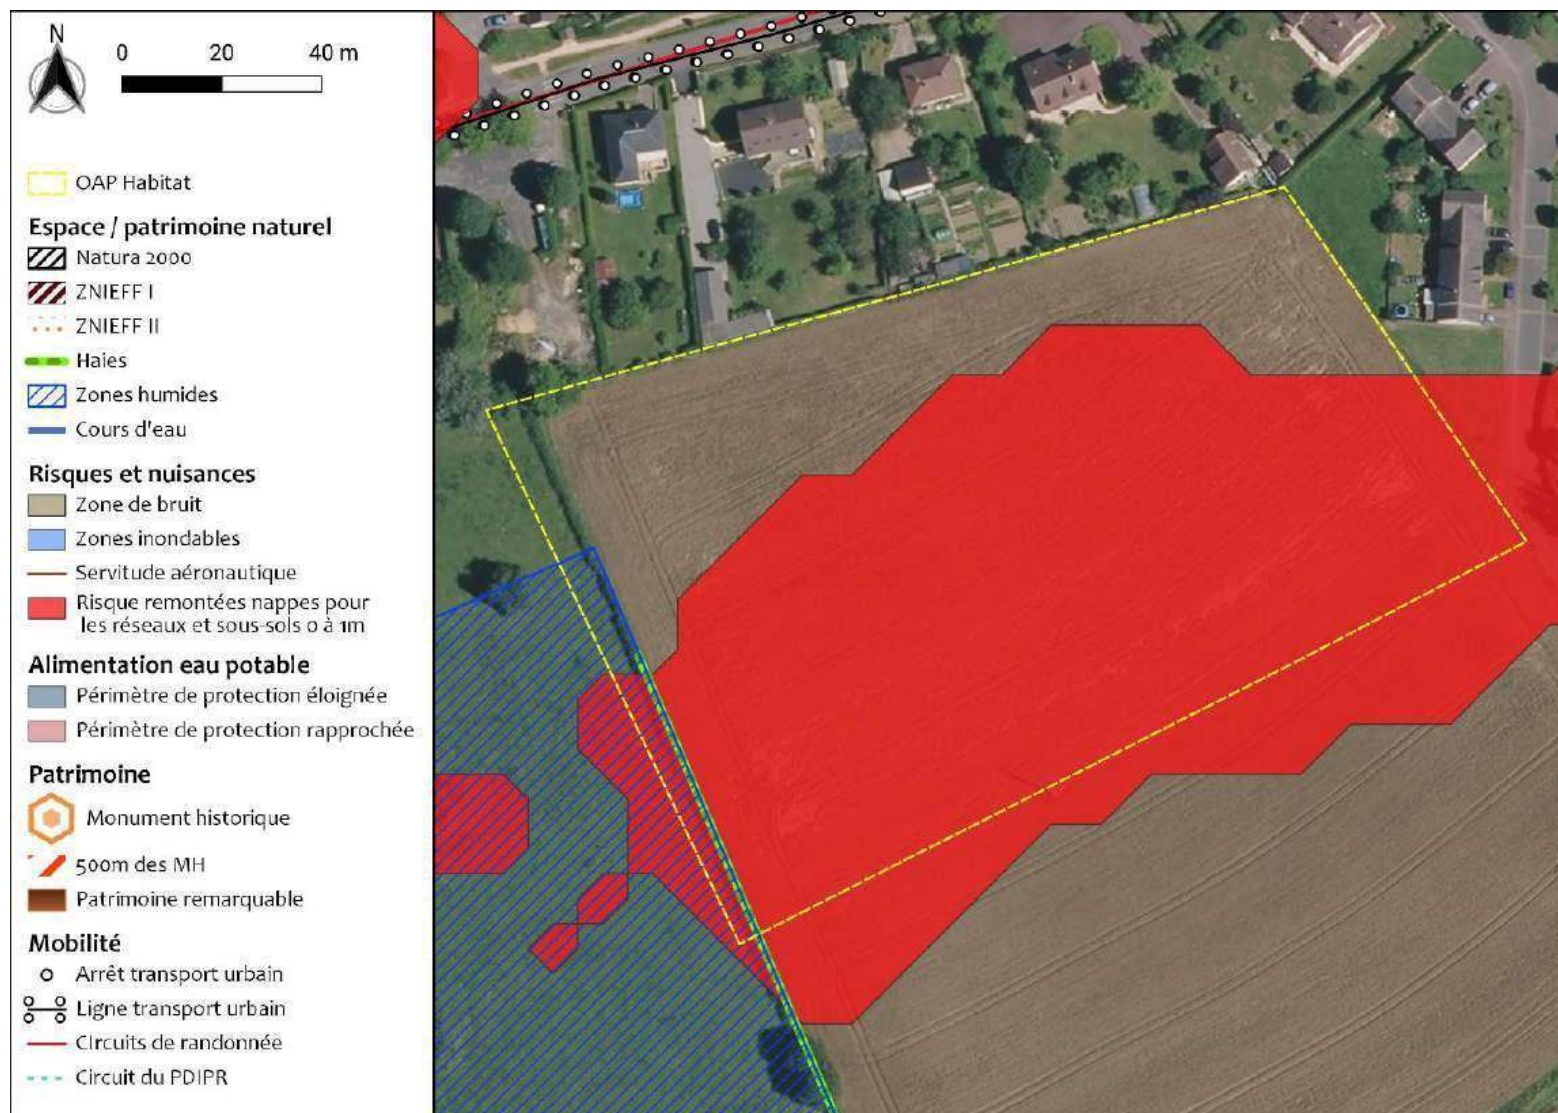 N
0 20 40 m
OAP Habitat
Espace / patrimoine naturel
Natura 2000
ZNIEFF I
ZNIEFF II
Haies
Zones humides
Cours d'eau
Risques et nuisances
Zone de bruit
Zones inondables
Servitude aéronautique
Risque remontées nappes pour
les réseaux et sous-sols 0 à 1m
Alimentation eau potable
Périmètre de protection éloignée
Périmètre de protection rapprochée
Patrimoine
Monument historique
500m des MH
Patrimoine remarquable
Mobilité
Arrêt transport urbain
Ligne transport urbain
Circuits de randonnée
Circuit du PDIPR